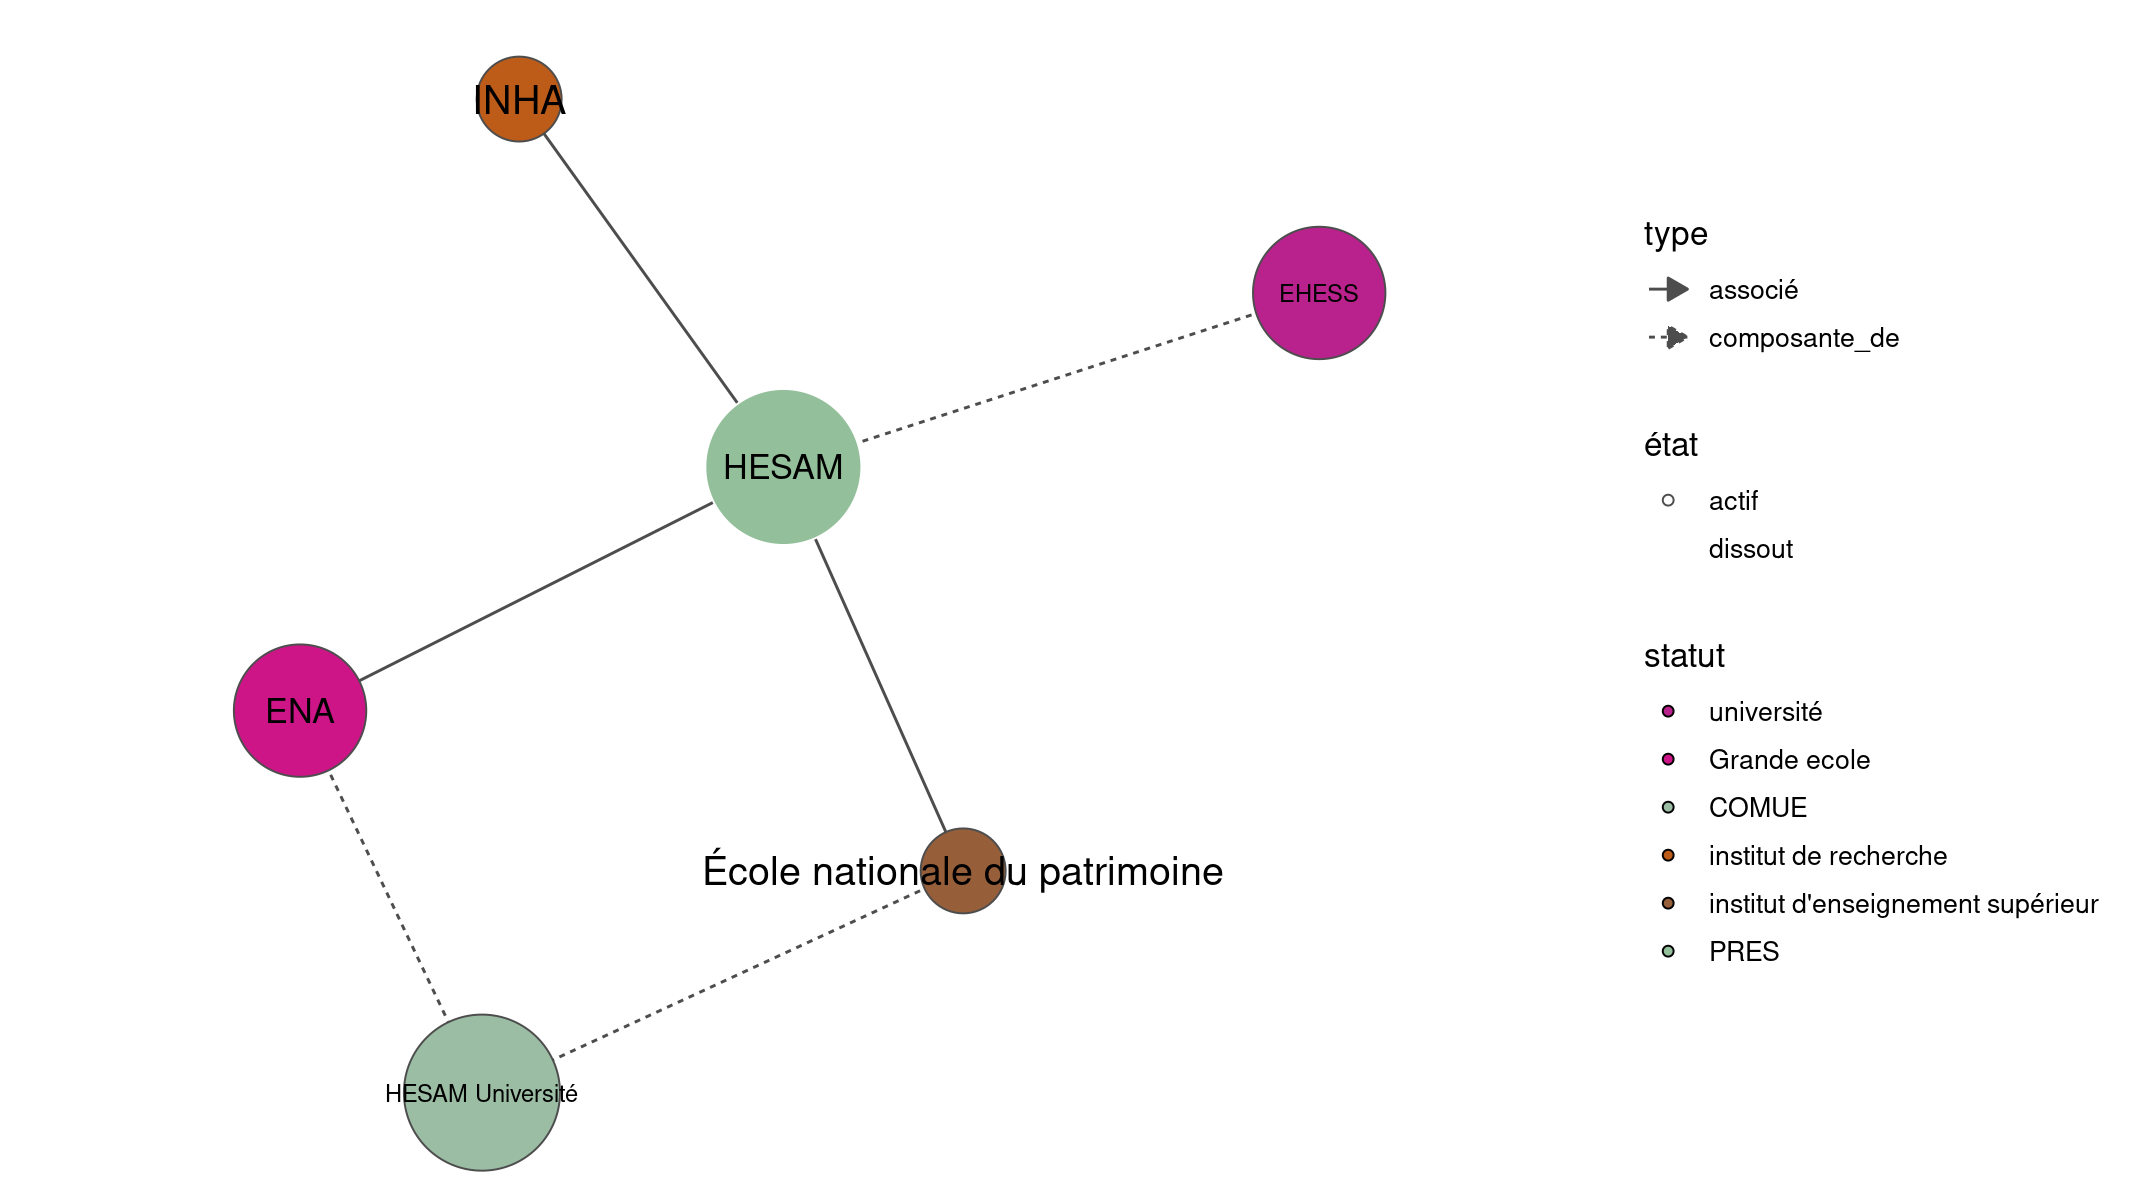 INHA
EHESS
HESAM
ENA
École nationale du patrimoine
HESAM Université
type
associé
composante_de
état
actif
dissout
statut
université
Grande ecole
COMUE
institut de recherche
institut d'enseignement supérieur
PRES